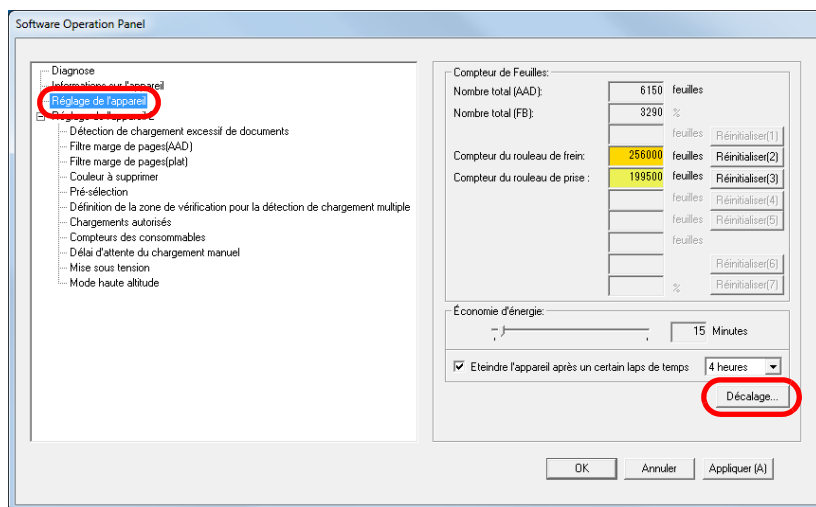 Software Operation Panel
Diagnose
Informations sur l'appareil
Réglage de l'appareil
Réglage de l'appareil 2
Détection de chargement excessif de documents
Filtre marge de pages(AAD)
Filtre marge de pages(plat)
Couleur à supprimer
Pré-sélection
Définition de la zone de vérification pour la détection de chargement multiple
Chargements autorisés
Compteurs des consommables
Délai d'attente du chargement manuel
Mise sous tension
Mode haute altitude
Compteur de Feuilles:
Nombre total (AAD): 6150 feuilles
Nombre total (FB): 3290 %
feuilles Réinitialiser(1)
Compteur du rouleau de frein: 256000 feuilles Réinitialiser(2)
Compteur du rouleau de prise : 199500 feuilles Réinitialiser(3)
feuilles Réinitialiser(4)
feuilles Réinitialiser(5)
feuilles
Réinitialiser(6)
% Réinitialiser(7)
Économie d'énergie:
15 Minutes
Eteindre l'appareil après un certain laps de temps 4 heures
Décalage...
OK Annuler Appliquer (A)